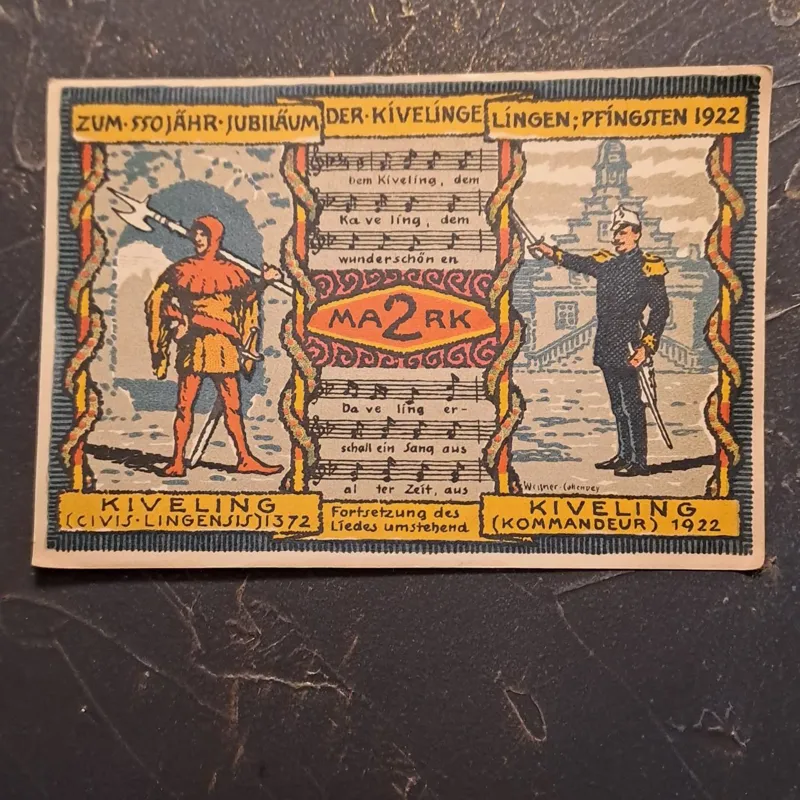 ZUM·550JÄHR·JUBILÄUM DER·KIVELINGE LINGEN; PFINGSTEN 1922
Dem Kiveling, dem
Ka ve ling, dem
wunderschön en
MA2RK
Da ve ling er-
schall ein Sang aus
al ter Zeit, aus
Fortsetzung des
Liedes umstehend
KIVELING
(CIVIS·LINGENSIS) 1372
KIVELING
(KOMMANDEUR) 1922